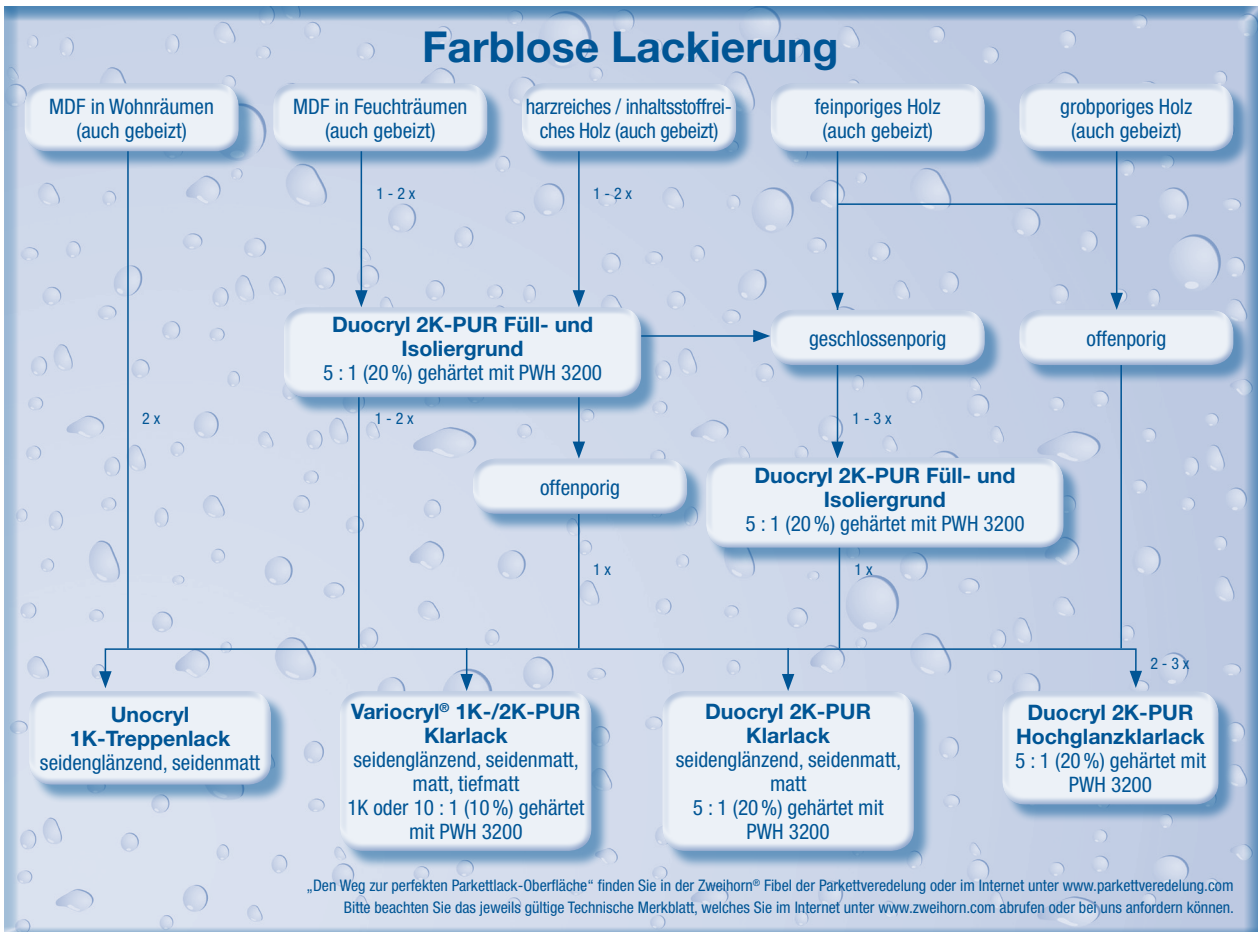 Farblose Lackierung
MDF in Wohnräumen
(auch gebeizt)
MDF in Feuchträumen
(auch gebeizt)
harzreiches / inhaltsstoffrei-
ches Holz (auch gebeizt)
feinporiges Holz
(auch gebeizt)
grobporiges Holz
(auch gebeizt)
1 - 2 x
1 - 2 x
Duocryl 2K-PUR Füll- und
Isoliergrund
5 : 1 (20 %) gehärtet mit PWH 3200
geschlossenporig
offenporig
2 x
1 - 2 x
1 - 3 x
offenporig
Duocryl 2K-PUR Füll- und
Isoliergrund
5 : 1 (20 %) gehärtet mit PWH 3200
1 x
1 x
2 - 3 x
Unocryl
1K-Treppenlack
seidenglänzend, seidenmatt
Variocryl® 1K-/2K-PUR
Klarlack
seidenglänzend, seidenmatt,
matt, tiefmatt
1K oder 10 : 1 (10 %) gehärtet
mit PWH 3200
Duocryl 2K-PUR
Klarlack
seidenglänzend, seidenmatt,
matt
5 : 1 (20 %) gehärtet mit
PWH 3200
Duocryl 2K-PUR
Hochglanzklarlack
5 : 1 (20 %) gehärtet mit
PWH 3200
„Den Weg zur perfekten Parkettlack-Oberfläche“ finden Sie in der Zweihorn® Fibel der Parkettveredelung oder im Internet unter www.parkettveredelung.com
Bitte beachten Sie das jeweils gültige Technische Merkblatt, welches Sie im Internet unter www.zweihorn.com abrufen oder bei uns anfordern können.